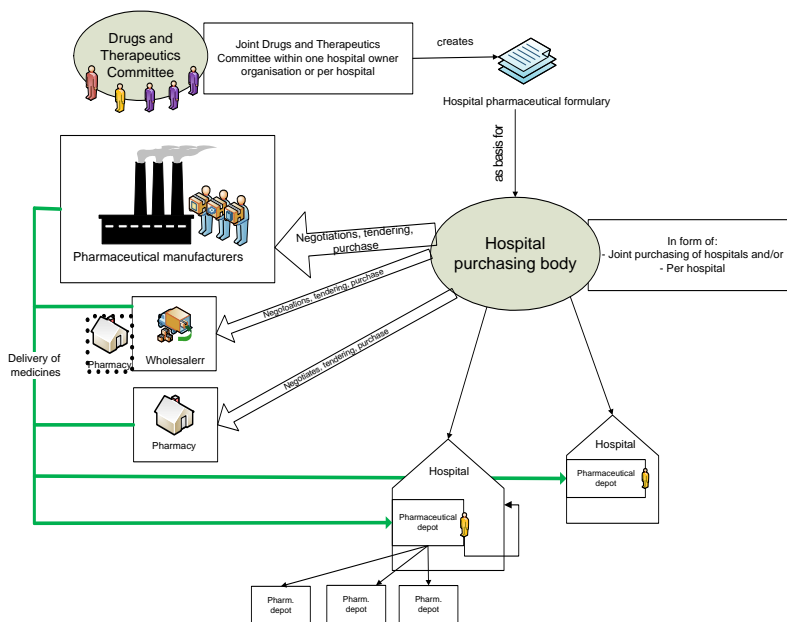 Drugs and
Therapeutics
Committee
Joint Drugs and Therapeutics
Committee within one hospital owner
organisation or per hospital
creates
Hospital pharmaceutical formulary
as basis for
Pharmaceutical manufacturers
Negotiations, tendering,
purchase
Hospital
purchasing body
In form of:
- Joint purchasing of hospitals and/or
- Per hospital
Negoloations, tendering, purchase
Pharmacy
Wholesalerr
Delivery of
medicines
Negotiates, tendering, purchase
Pharmacy
Hospital
Pharmaceutical
depot
Hospital
Pharmaceutical
depot
Pharm.
depot
Pharm.
depot
Pharm.
depot